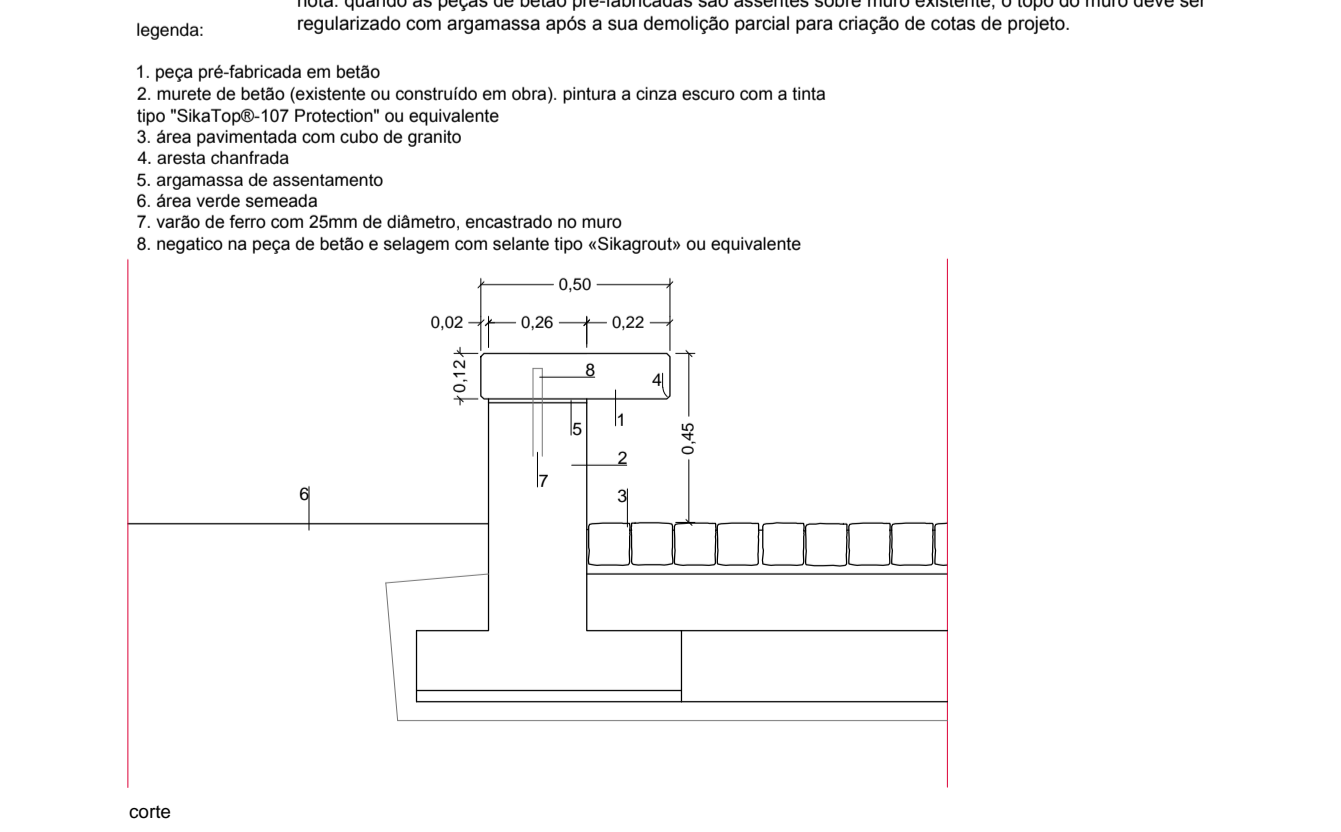 nota: quando as peças de betão pré-fabricadas são assentes sobre muro existente, o topo do muro deve ser
legenda:
regularizado com argamassa após a sua demolição parcial para criação de cotas de projeto.
1. peça pré-fabricada em betão
2. murete de betão (existente ou construído em obra). pintura a cinza escuro com a tinta
tipo "SikaTop®-107 Protection" ou equivalente
3. área pavimentada com cubo de granito
4. aresta chanfrada
5. argamassa de assentamento
6. área verde semeada
7. varão de ferro com 25mm de diâmetro, encastrado no muro
8. negatico na peça de betão e selagem com selante tipo «Sikagrout» ou equivalente
0,50
0,02
0,26
0,22
0,12
8
4
1
5
0,45
2
7
3
6
corte